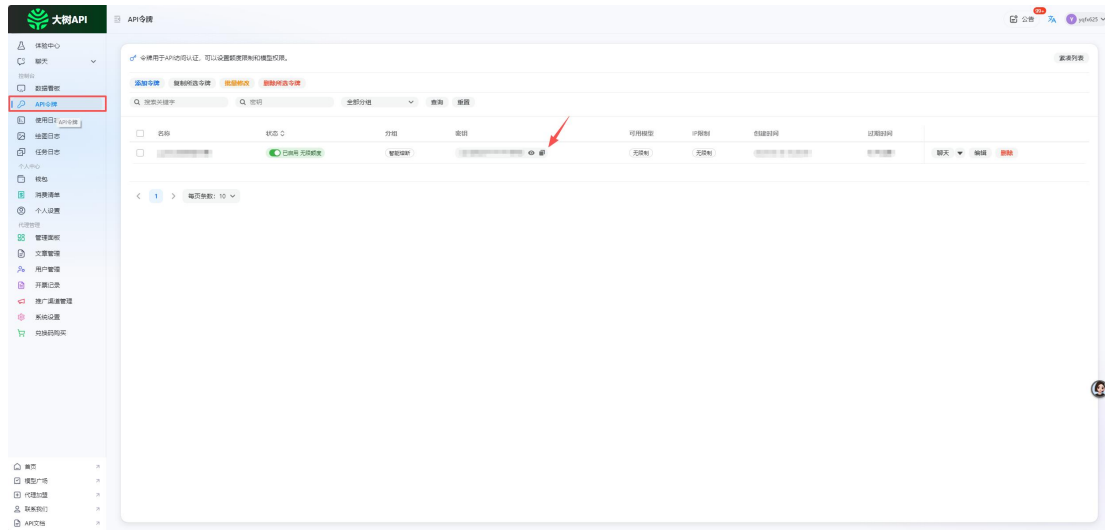 大树API
API令牌
99+
公告
yqfx625
体验中心
聊天
控制台
数据看板
API令牌
使用日志
API令牌
绘图日志
任务日志
个人中心
钱包
消费清单
个人设置
代理管理
管理面板
文章管理
用户管理
开票记录
推广渠道管理
系统设置
兑换码购买
首页
模型广场
代理加盟
联系我们
API文档
令牌用于API访问认证,可以设置额度限制和模型权限。
紧凑列表
添加令牌 复制所选令牌 批量修改 删除所选令牌
搜索关键字 密钥 全部分组 查询 重置
名称 状态 分组 密钥 可用模型 IP限制 创建时间 过期时间
已启用 无限额度 智能熔断 无限制 无限制 聊天 编辑 删除
1 每页条数:10